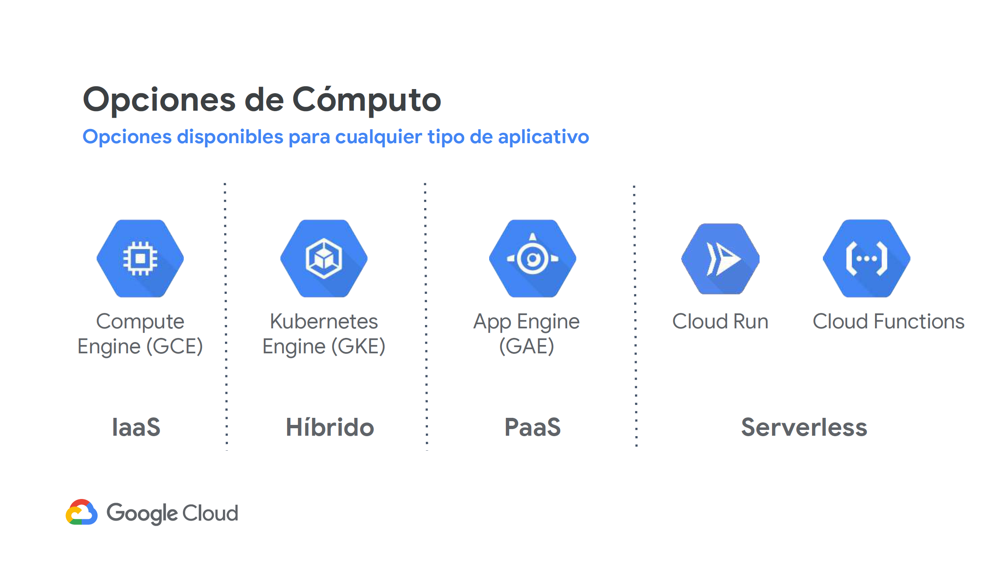 Opciones de Cómputo
Opciones disponibles para cualquier tipo de aplicativo
Compute
Engine (GCE)
Kubernetes
Engine (GKE)
App Engine
(GAE)
Cloud Run
Cloud Functions
IaaS
Híbrido
PaaS
Serverless
Google Cloud